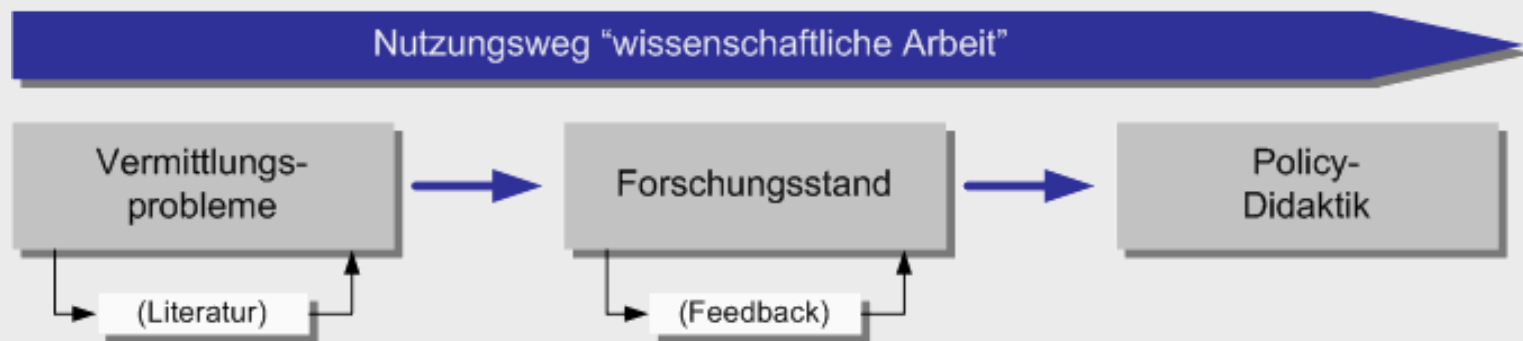 Nutzungsweg “wissenschaftliche Arbeit”
Vermittlungs-
probleme
Forschungsstand
Policy-
Didaktik
(Literatur)
(Feedback)